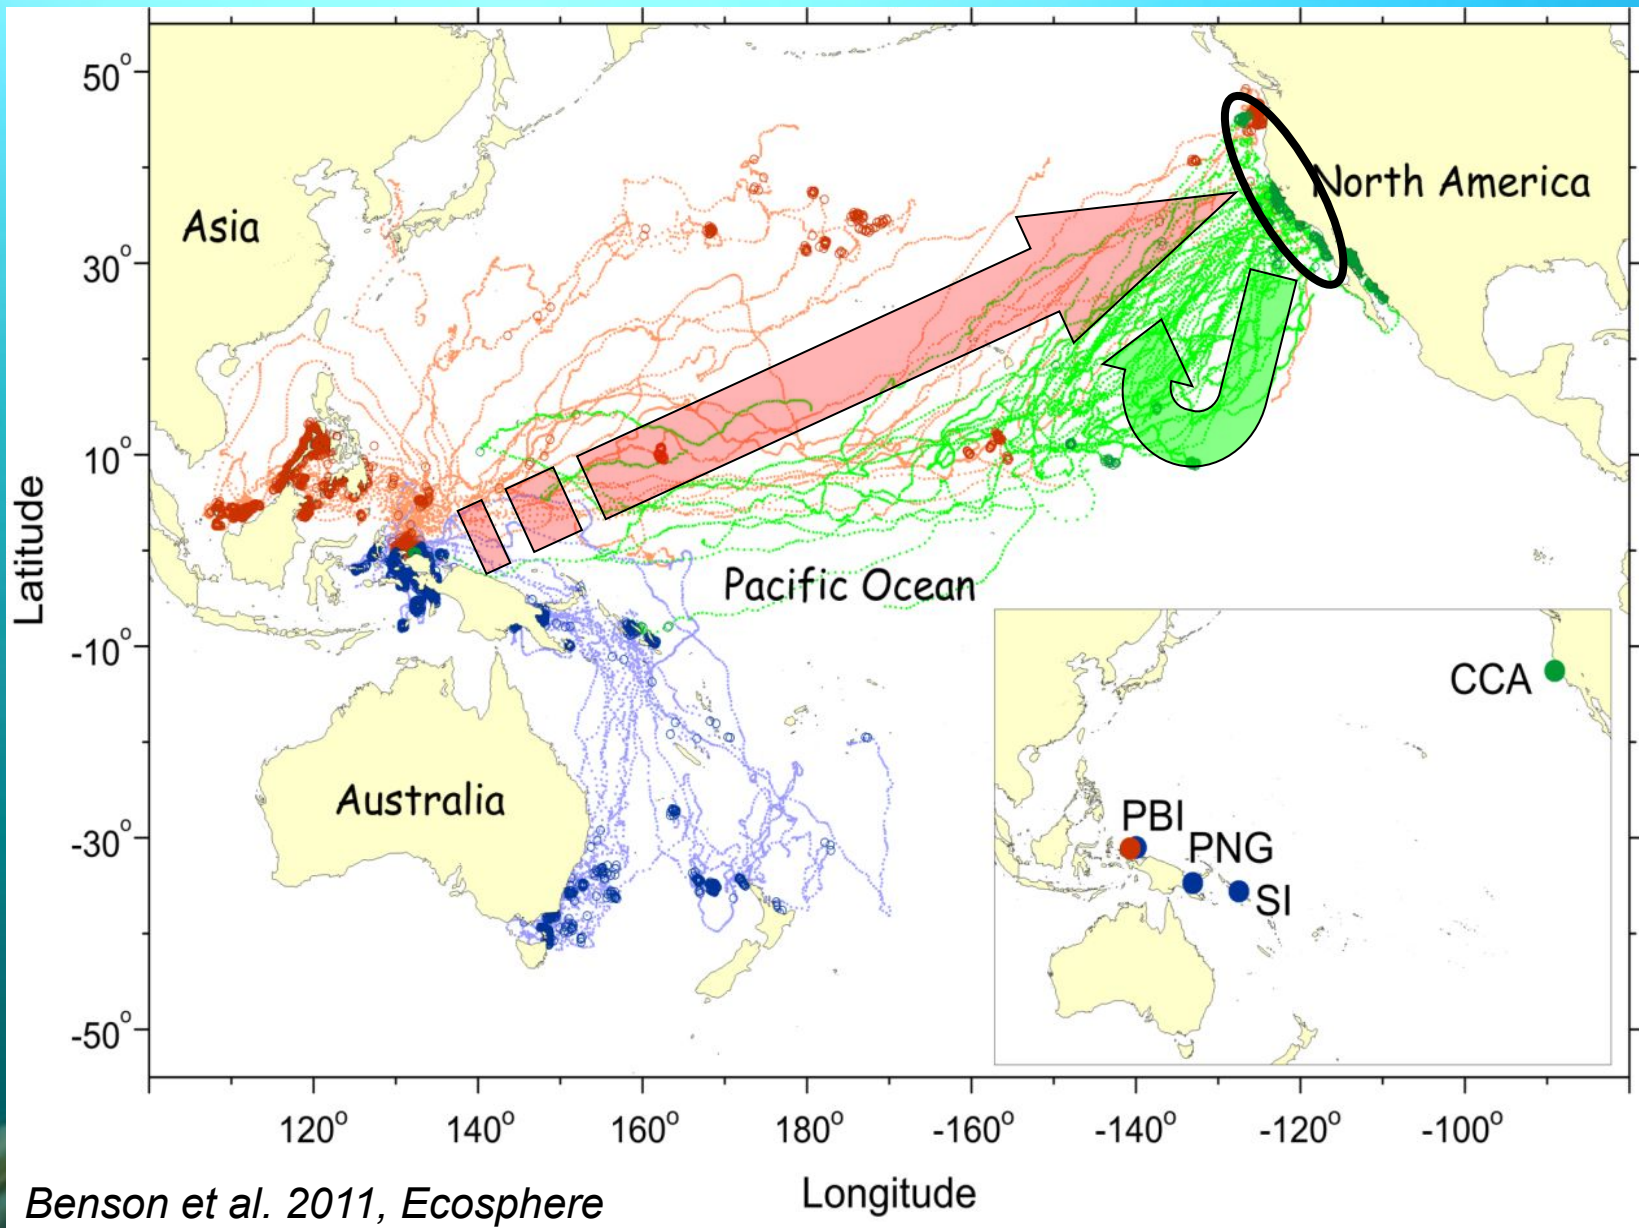 50°
30°
10°
-10°
-30°
-50°
Latitude
Asia
North America
Pacific Ocean
Australia
CCA
PBI
PNG
SI
120° 140° 160° 180° -160° -140° -120° -100°
Longitude
Benson et al. 2011, Ecosphere